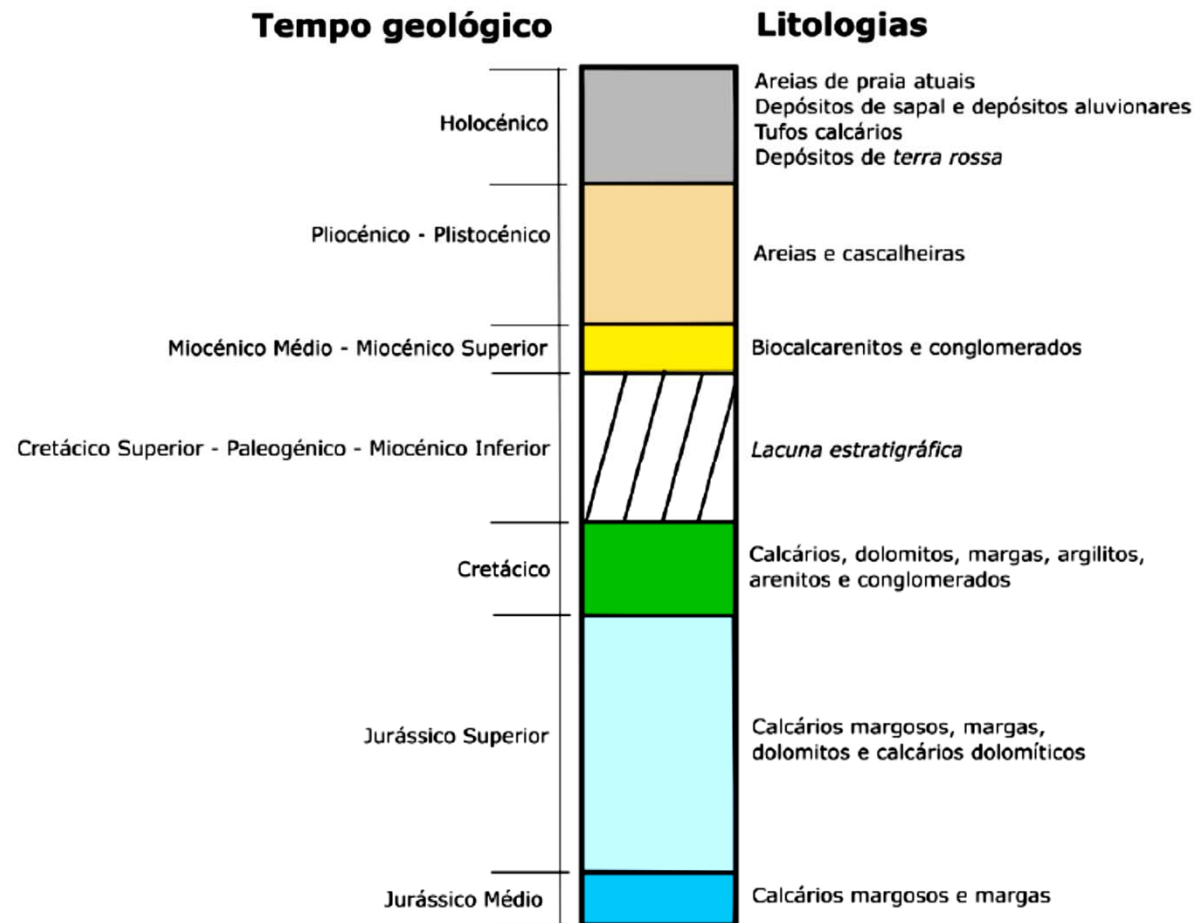 Tempo geológico
Litologias
Holocénico
Areias de praia atuais
Depósitos de sapal e depósitos aluvionares
Tufos calcários
Depósitos de terra rossa
Pliocénico - Plistocénico
Areias e cascalheiras
Miocénico Médio - Miocénico Superior
Biocalcarenitos e conglomerados
Cretácico Superior - Paleogénico - Miocénico Inferior
Lacuna estratigráfica
Cretácico
Calcários, dolomitos, margas, argilitos,
arenitos e conglomerados
Jurássico Superior
Calcários margosos, margas,
dolomitos e calcários dolomíticos
Jurássico Médio
Calcários margosos e margas